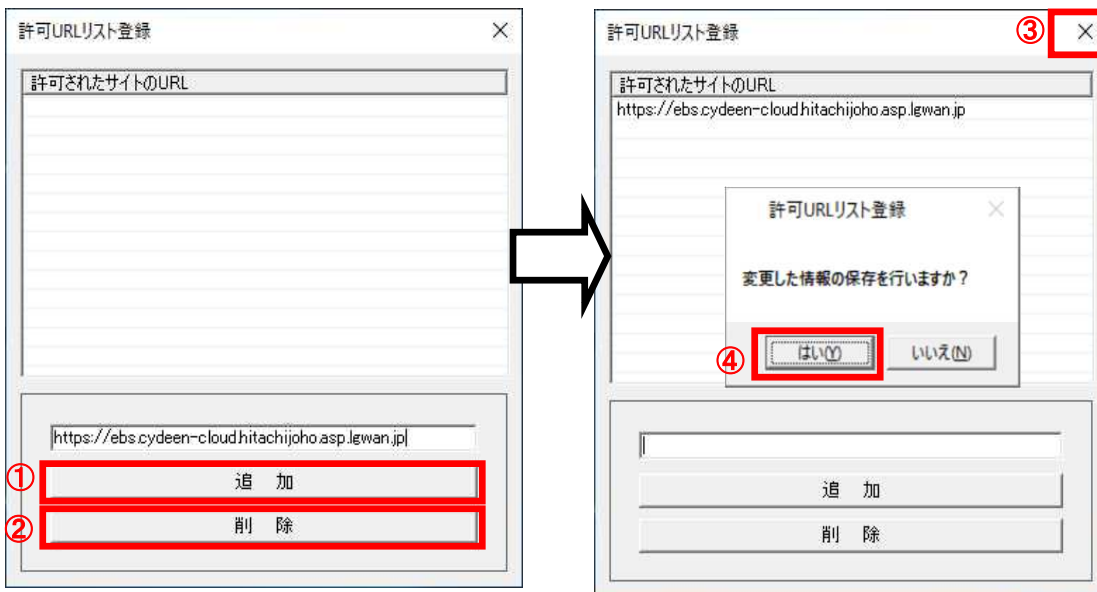 許可URLリスト登録
許可されたサイトのURL
https://ebs.cydeen-cloud.hitachijoho.asp.lgwan.jp
① 追 加
② 削 除
許可URLリスト登録 ③
許可されたサイトのURL
https://ebs.cydeen-cloud.hitachijoho.asp.lgwan.jp
許可URLリスト登録
変更した情報の保存を行いますか？
④ はい(Y) いいえ(N)
追 加
削 除